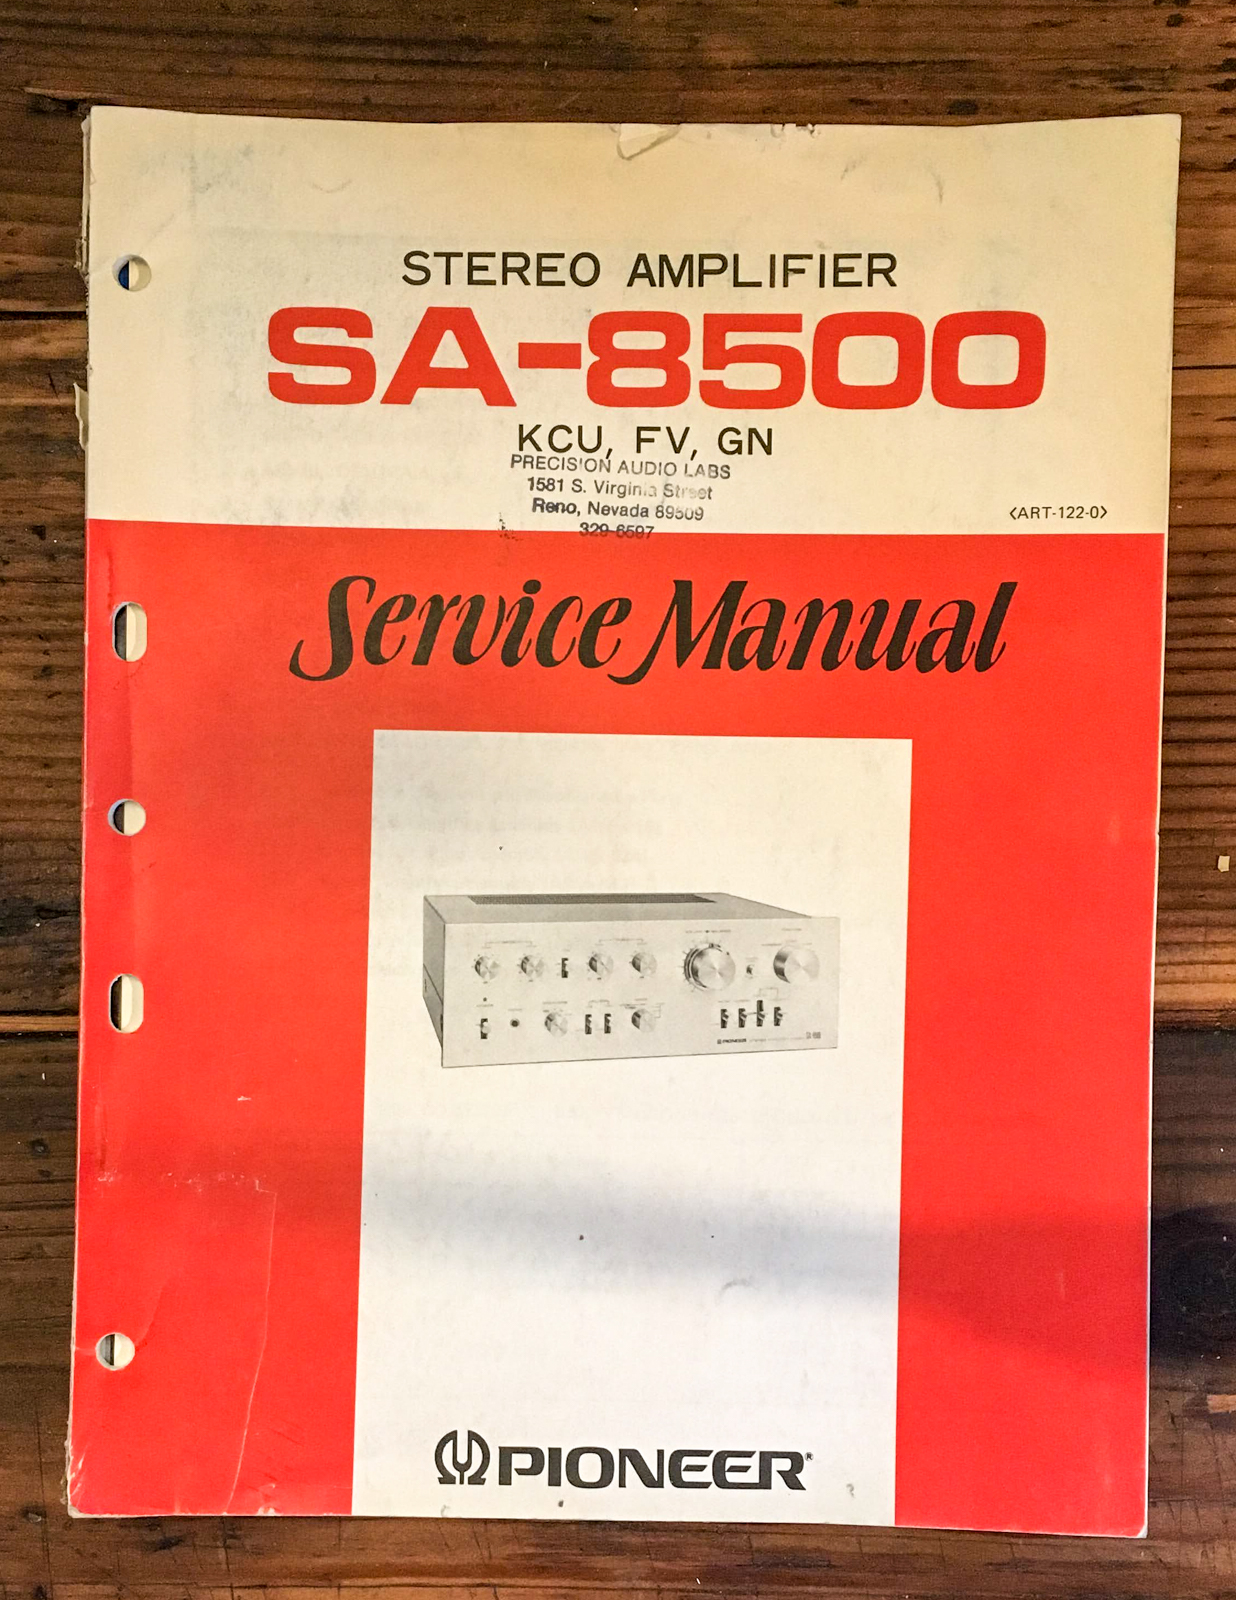 STEREO AMPLIFIER
SA-8500
KCU, FV, GN
PRECISION AUDIO LABS
1581 S. Virginia Street
Reno, Nevada 89509
329-6597
<ART-122-0>
Service Manual
PIONEER
PIONEER®